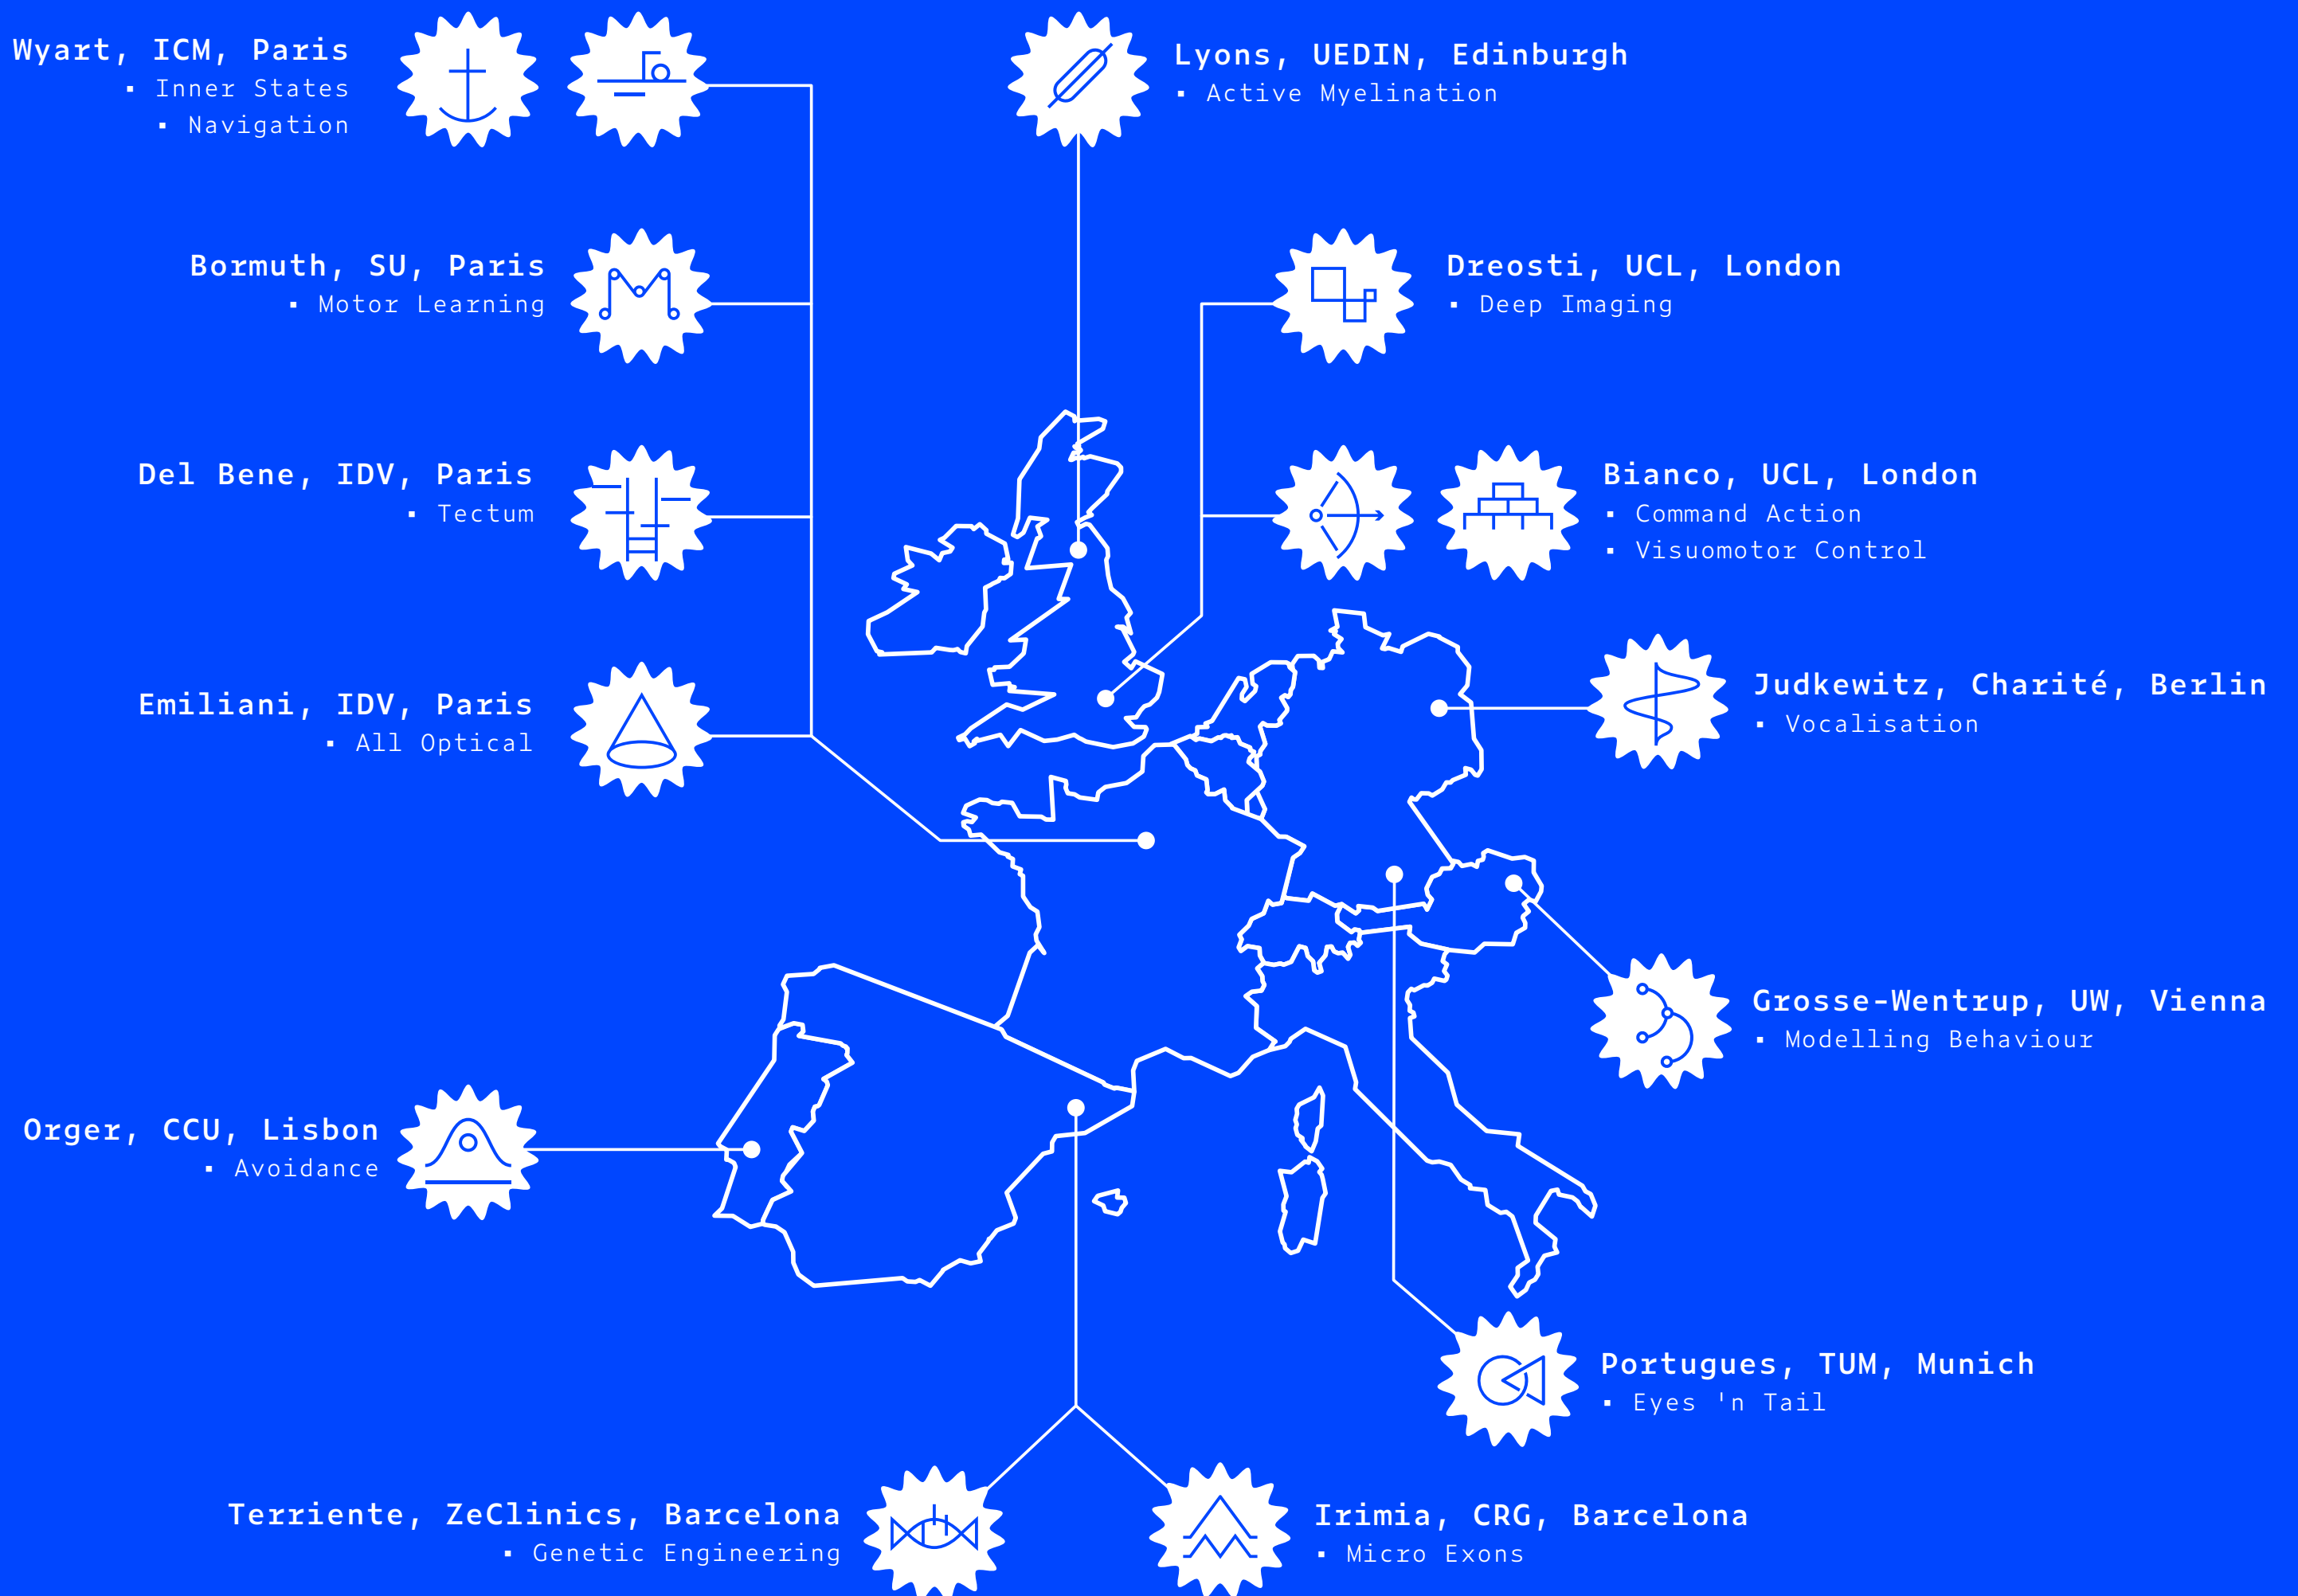 Wyart, ICM, Paris
▪ Inner States
▪ Navigation
Lyons, UEDIN, Edinburgh
▪ Active Myelination
Bormuth, SU, Paris
▪ Motor Learning
Dreosti, UCL, London
▪ Deep Imaging
Del Bene, IDV, Paris
▪ Tectum
Bianco, UCL, London
▪ Command Action
▪ Visuomotor Control
Emiliani, IDV, Paris
▪ All Optical
Judkewitz, Charité, Berlin
▪ Vocalisation
Grosse-Wentrup, UW, Vienna
▪ Modelling Behaviour
Orger, CCU, Lisbon
▪ Avoidance
Portugues, TUM, Munich
▪ Eyes 'n Tail
Terriente, ZeClinics, Barcelona
▪ Genetic Engineering
Irimia, CRG, Barcelona
▪ Micro Exons